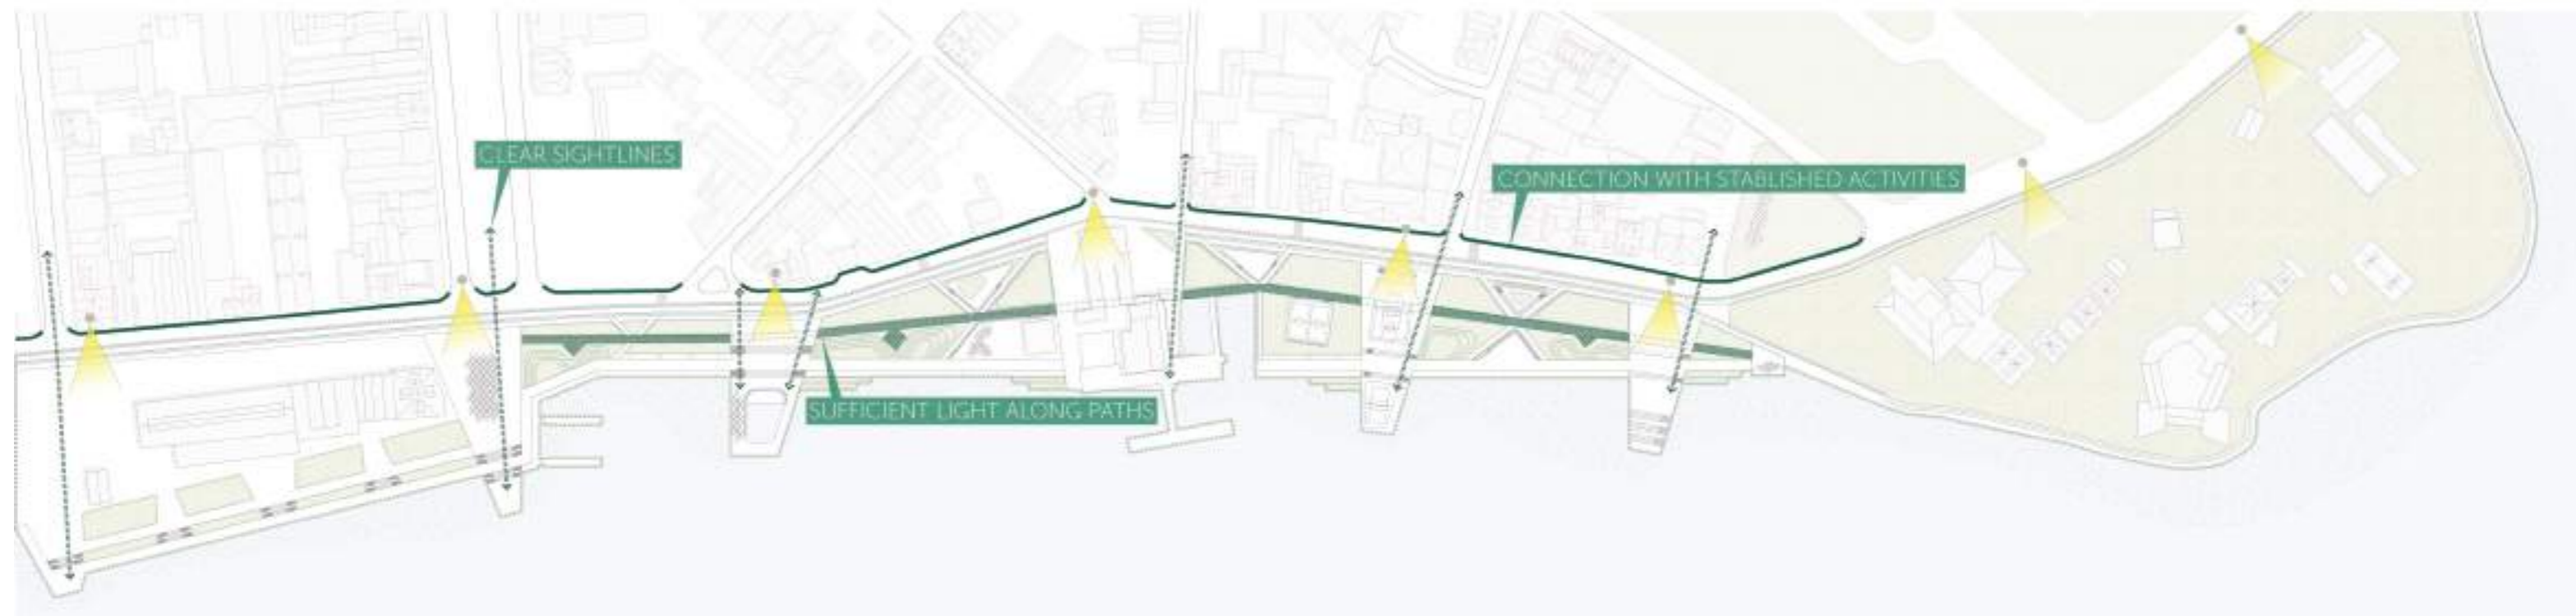 CLEAR SIGHTLINES
CONNECTION WITH STABLISHED ACTIVITIES
SUFFICIENT LIGHT ALONG PATHS